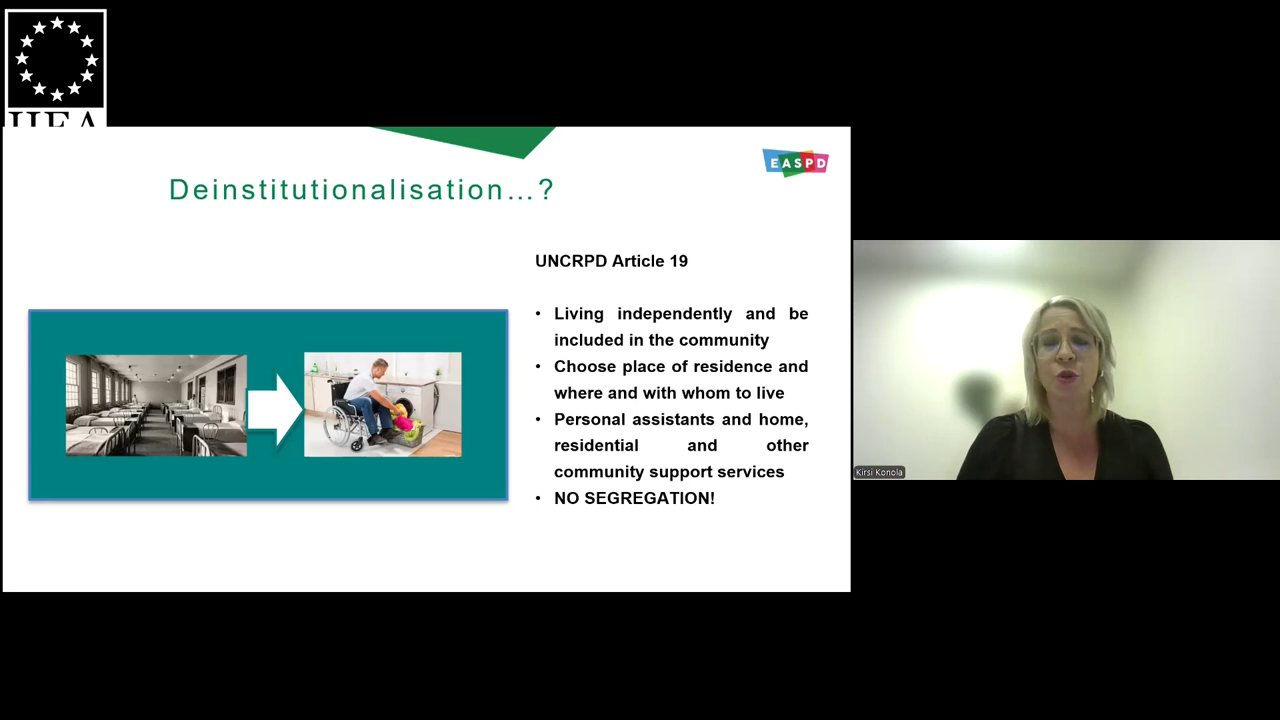 EASPD
Deinstitutionalisation...?
UNCRPD Article 19
• Living independently and be
included in the community
• Choose place of residence and
where and with whom to live
• Personal assistants and home,
residential and other
community support services
• NO SEGREGATION!
Kirsi Konola